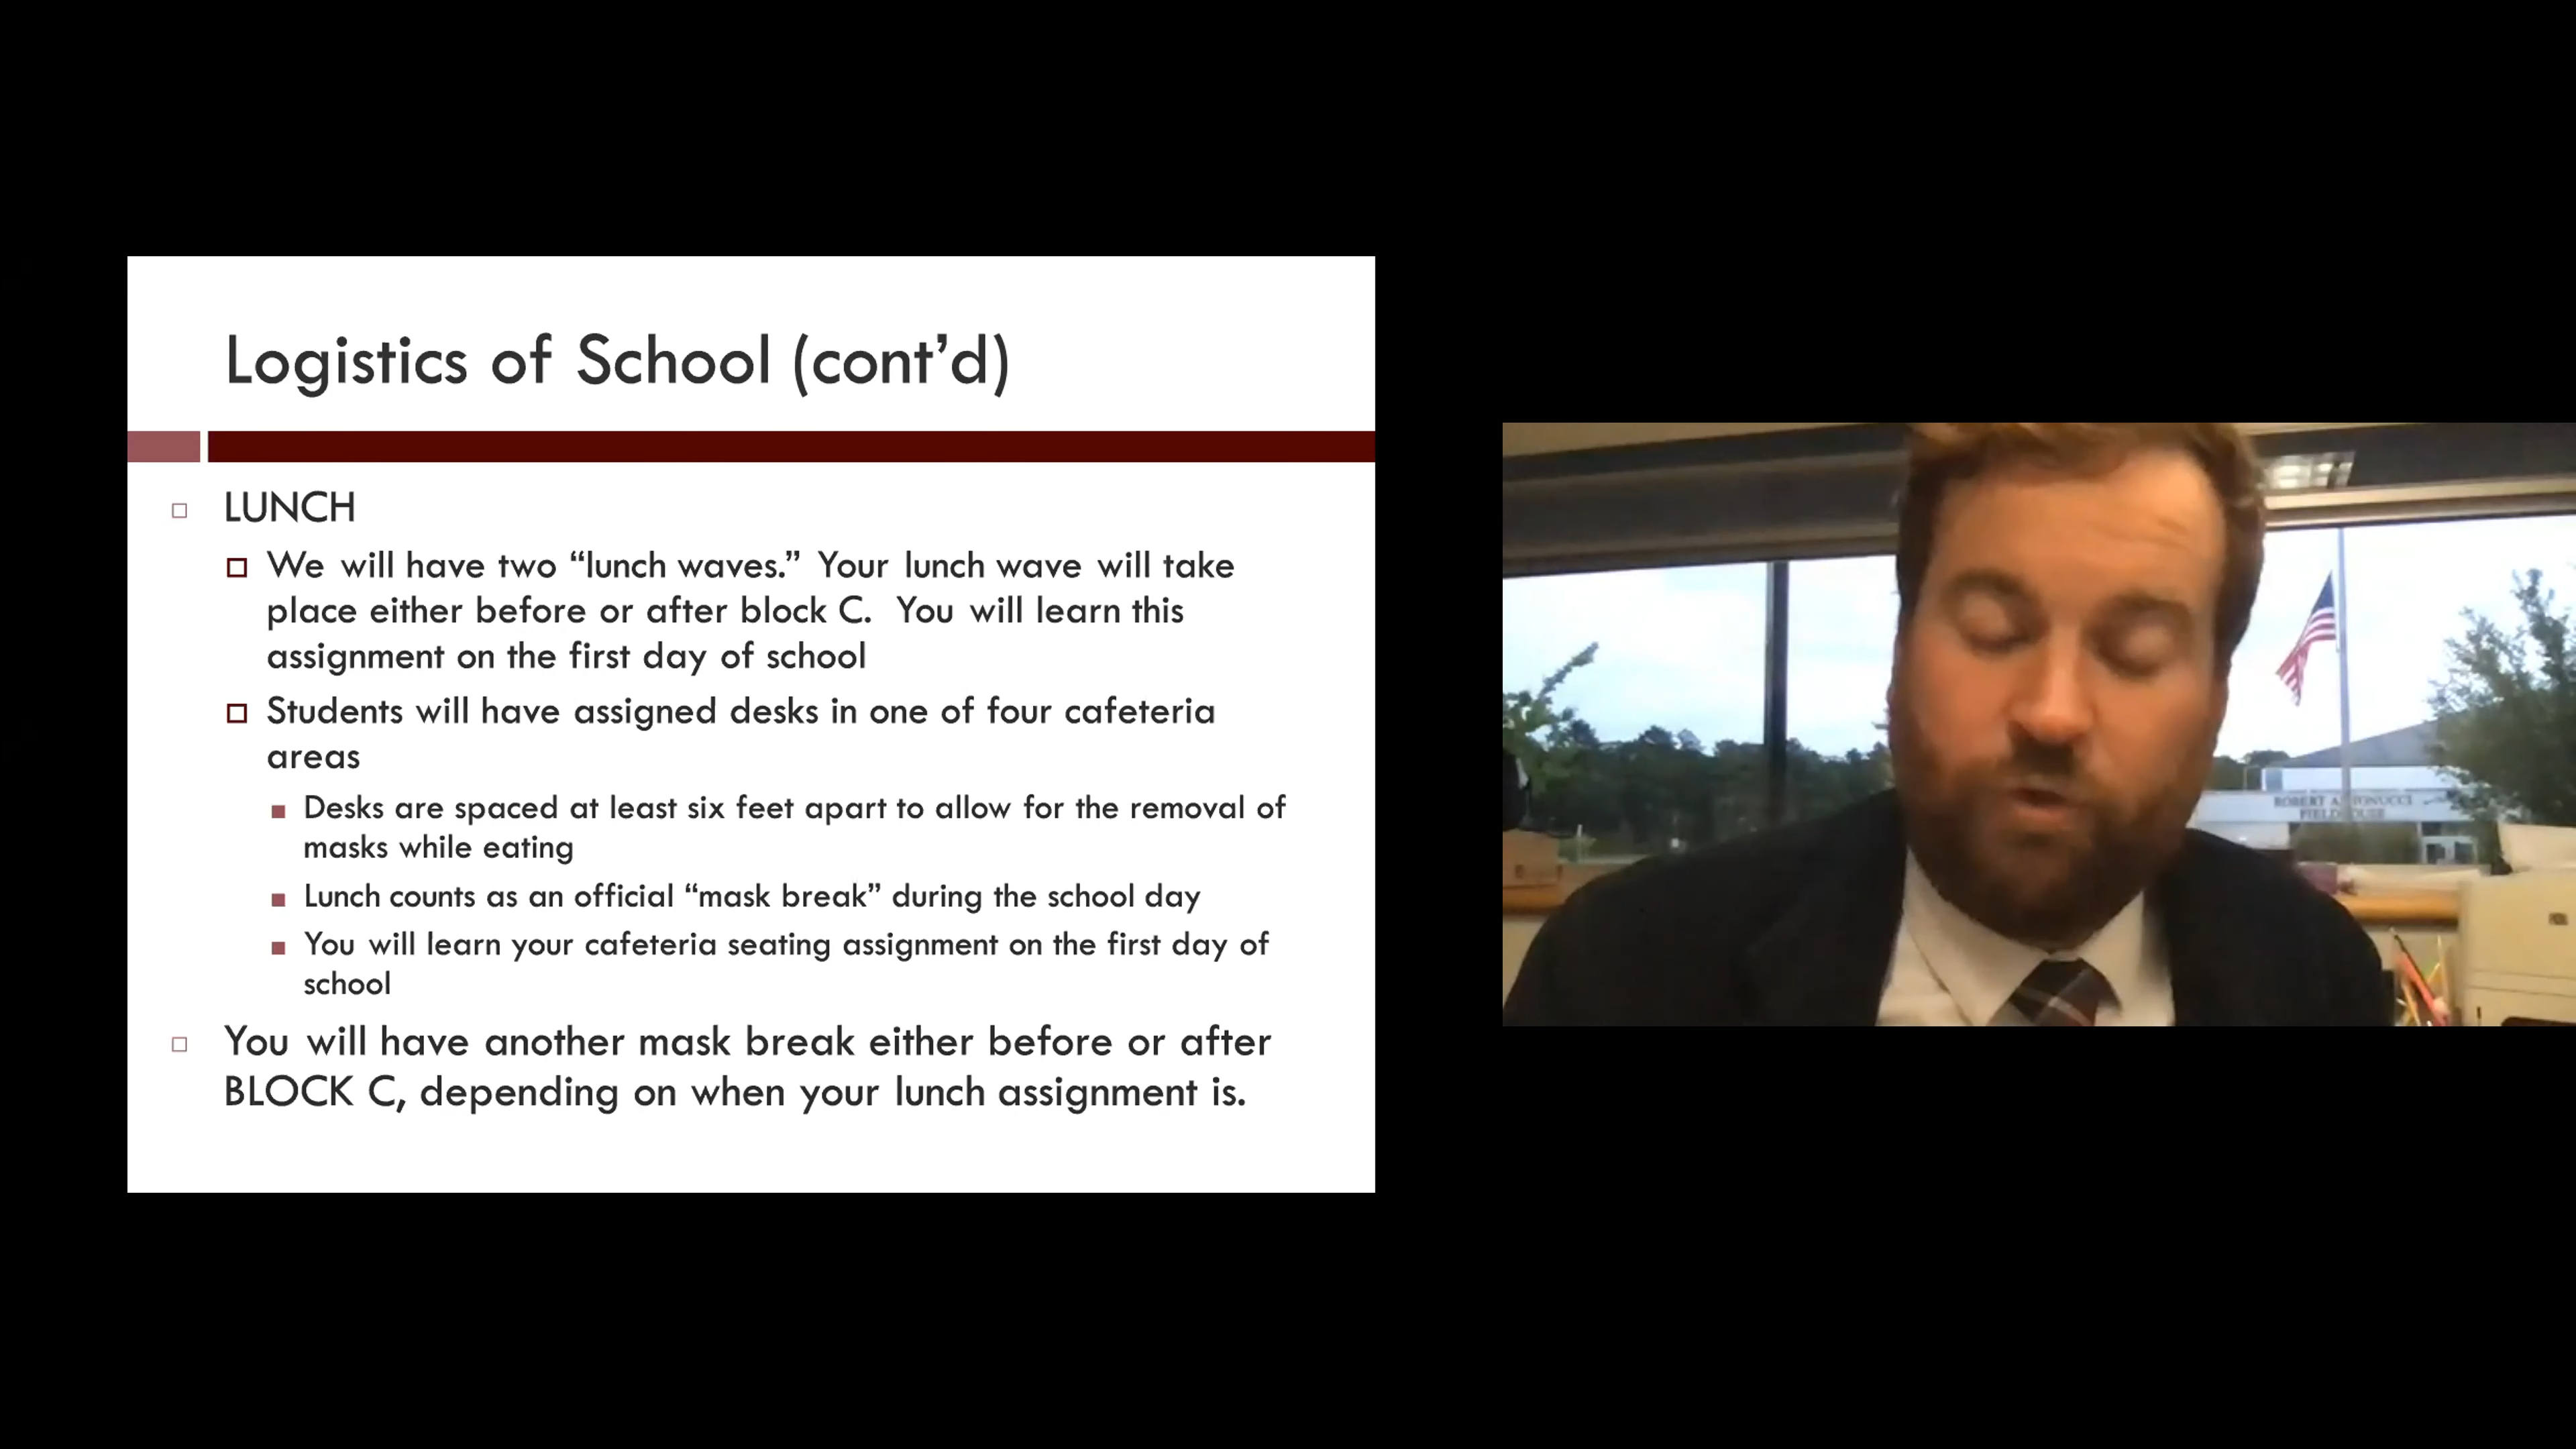 Logistics of School (cont’d)
LUNCH
We will have two “lunch waves.” Your lunch wave will take
place either before or after block C. You will learn this
assignment on the first day of school
Students will have assigned desks in one of four cafeteria
areas
Desks are spaced at least six feet apart to allow for the removal of
masks while eating
Lunch counts as an official “mask break” during the school day
You will learn your cafeteria seating assignment on the first day of
school
You will have another mask break either before or after
BLOCK C, depending on when your lunch assignment is.
ROBERT ANTONUCCI
FIELDHOUSE